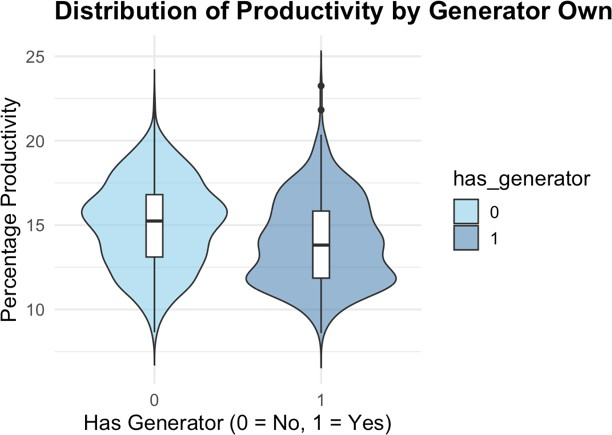 Distribution of Productivity by Generator Own
Percentage Productivity
25
20
15
10
0
1
Has Generator (0 = No, 1 = Yes)
has_generator
0
1